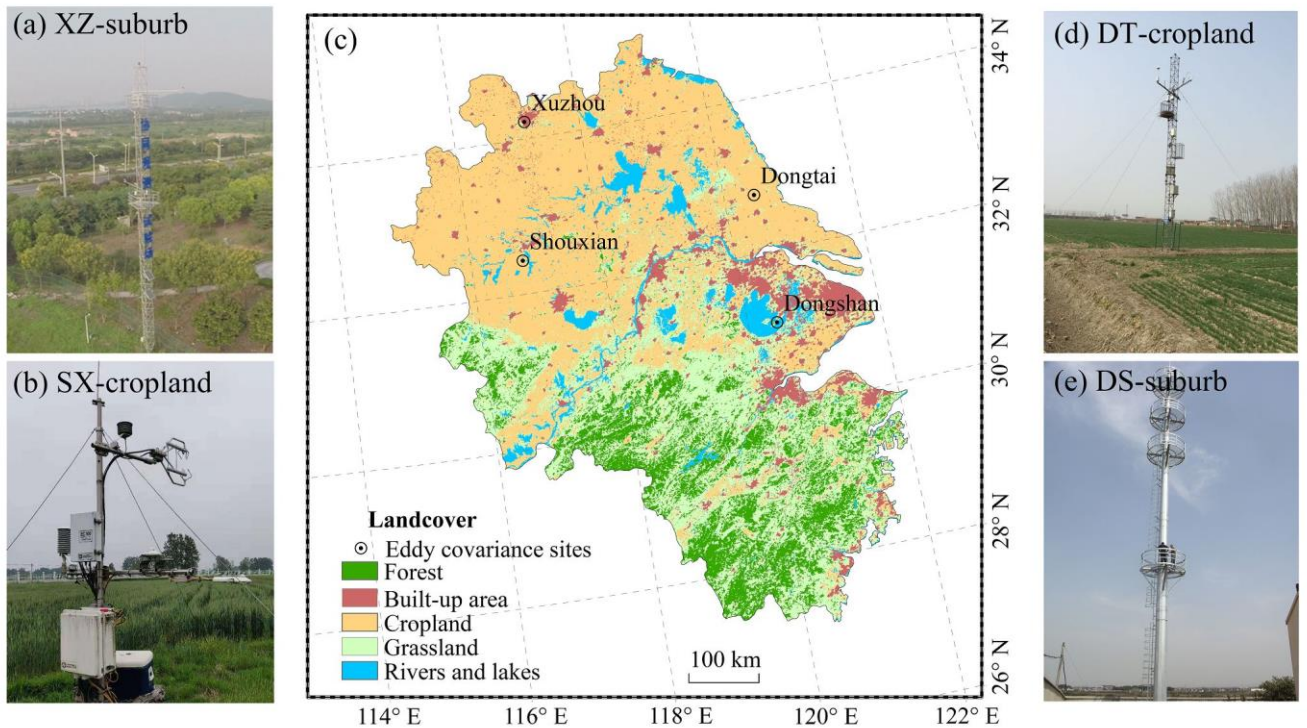 (a) XZ-suburb
(b) SX-cropland
(c)
Xuzhou
Dongtai
Shouxian
Dongshan
Landcover
Eddy covariance sites
Forest
Built-up area
Cropland
Grassland
Rivers and lakes
100 km
114° E
116° E
118° E
120° E
122° E
34° N
32° N
30° N
28° N
26° N
(d) DT-cropland
(e) DS-suburb